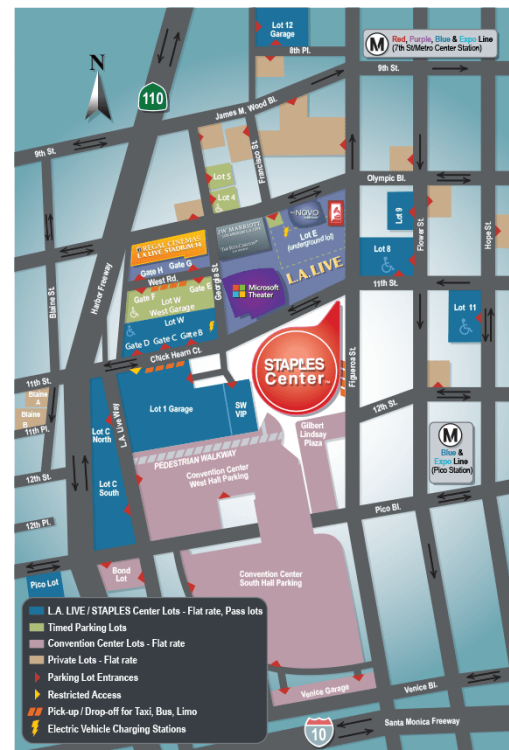 Lot 12
Garage
8th Pl.
M
Red, Purple, Blue & Expo Line
(7th St/Metro Center Station)
N
110
9th St.
James M. Wood Bl.
9th St.
Francisco St.
Lot 5
Lot 4
Olympic Bl.
Lot 9
Flower St.
Hope St.
REGAL CINEMAS
L.A. LIVE STADIUM 14
JW MARRIOTT
THE RITZ-CARLTON
THE NOVO
Lot E
(underground lot)
L.A. LIVE
Lot 8
Gate H
Gate G
West Rd.
Georgia St.
Gate F
Gate E
Lot W
West Garage
Microsoft
Theater
11th St.
Blaine St.
Harbor Freeway
Lot W
Gate D
Gate C
Gate B
Chick Hearn Ct.
Lot 11
STAPLES
Center
Figueroa St.
11th St.
Blaine
A
Blaine
B
11th Pl.
L.A. Live Way
Lot 1 Garage
SW
VIP
12th St.
Gilbert
Lindsay
Plaza
Lot C
North
PEDESTRIAN WALKWAY
Convention Center
West Hall Parking
M
Blue &
Expo Line
(Pico Station)
12th St.
Lot C
South
Pico Bl.
12th Pl.
Bond
Lot
Pico Lot
Convention Center
South Hall Parking
L.A. LIVE / STAPLES Center Lots - Flat rate, Pass lots
Timed Parking Lots
Convention Center Lots - Flat rate
Private Lots - Flat rate
Parking Lot Entrances
Restricted Access
Pick-up / Drop-off for Taxi, Bus, Limo
Electric Vehicle Charging Stations
Venice Garage
Venice Bl.
10
Santa Monica Freeway